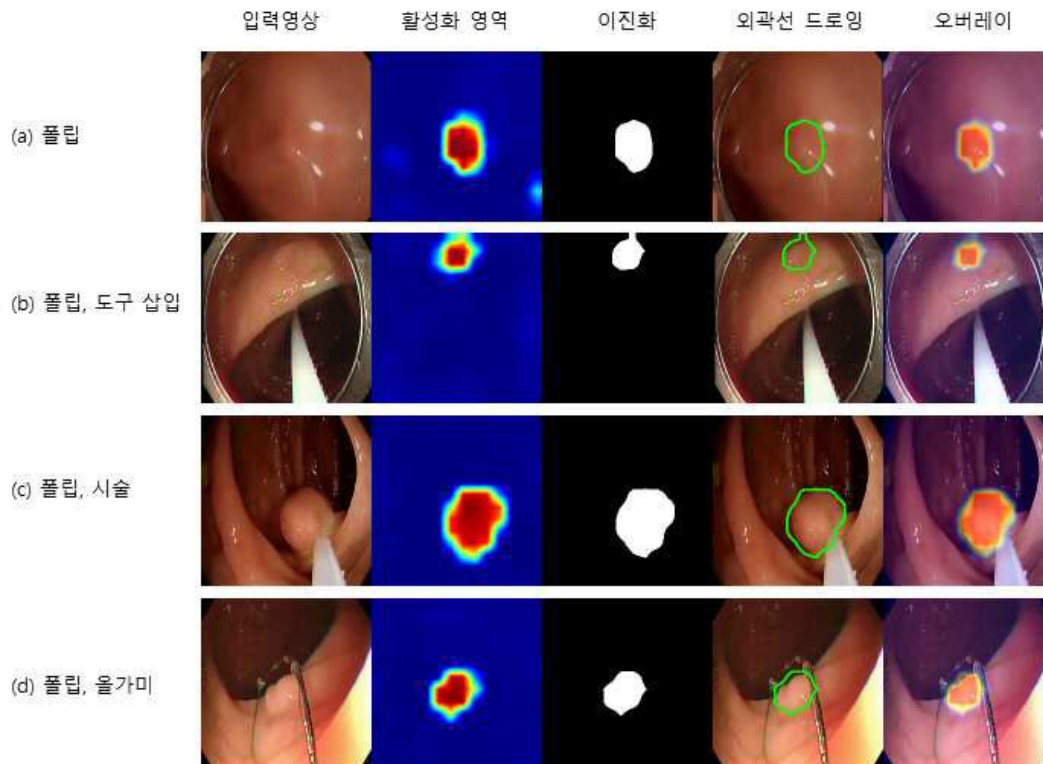 입력영상 활성화 영역 이진화 외곽선 드로잉 오버레이
(a) 폴립
(b) 폴립, 도구 삽입
(c) 폴립, 시술
(d) 폴립, 올가미